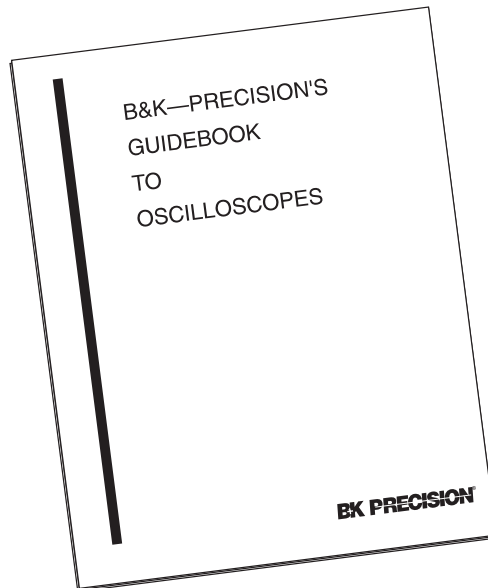 B&K—PRECISION'S
GUIDEBOOK
TO
OSCILLOSCOPES
BK PRECISION®